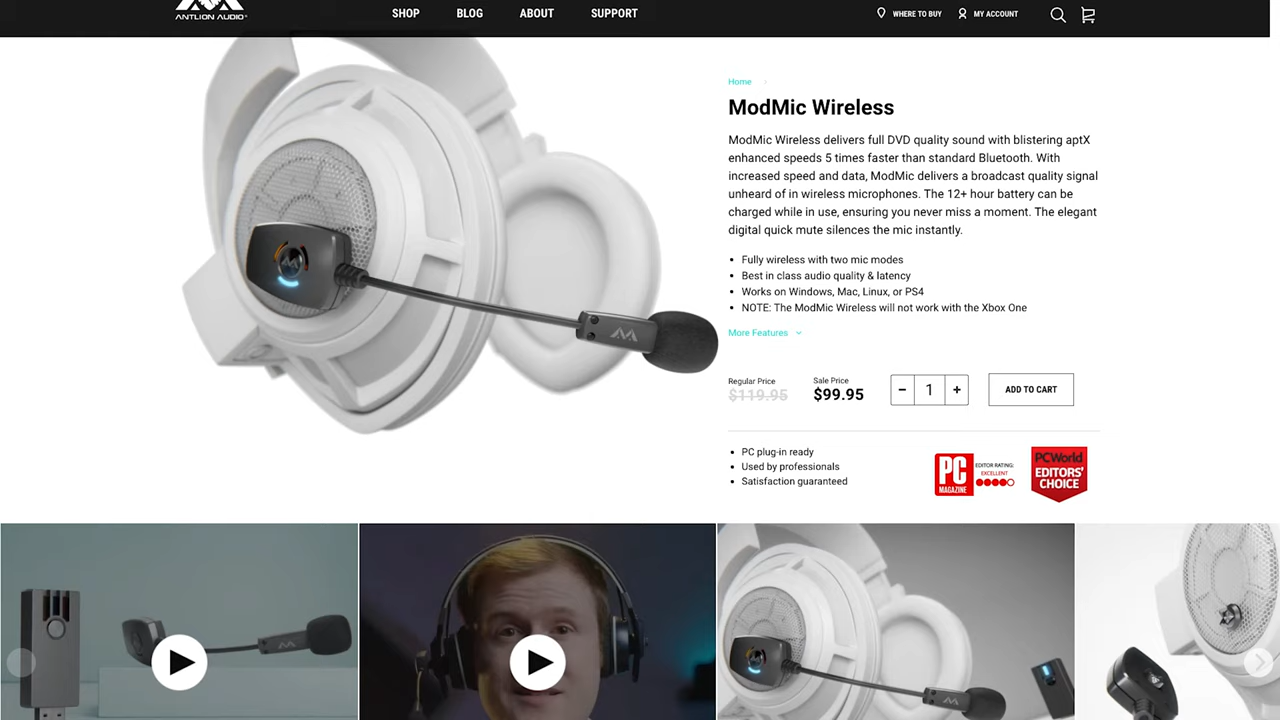 ANTLION AUDIO®
SHOP BLOG ABOUT SUPPORT
WHERE TO BUY MY ACCOUNT
Home ›
ModMic Wireless
ModMic Wireless delivers full DVD quality sound with blistering aptX
enhanced speeds 5 times faster than standard Bluetooth. With
increased speed and data, ModMic delivers a broadcast quality signal
unheard of in wireless microphones. The 12+ hour battery can be
charged while in use, ensuring you never miss a moment. The elegant
digital quick mute silences the mic instantly.
• Fully wireless with two mic modes
• Best in class audio quality & latency
• Works on Windows, Mac, Linux, or PS4
• NOTE: The ModMic Wireless will not work with the Xbox One
More Features
Regular Price
$119.95
Sale Price
$99.95
− 1 +
ADD TO CART
• PC plug-in ready
• Used by professionals
• Satisfaction guaranteed
PC
MAGAZINE
EDITOR RATING:
EXCELLENT
PCWorld
EDITORS'
CHOICE